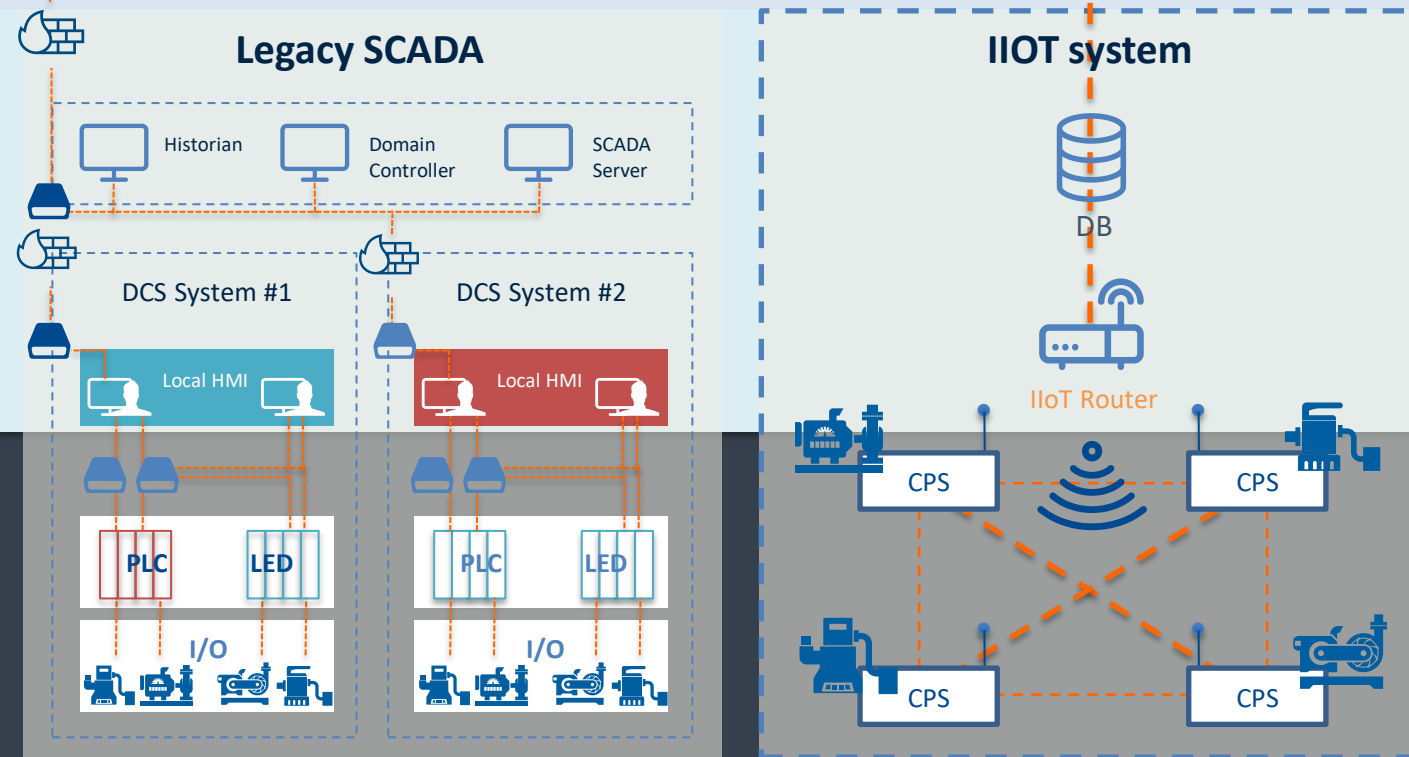 Legacy SCADA
Historian
Domain
Controller
SCADA
Server
DCS System #1
DCS System #2
Local HMI
Local HMI
PLC
LED
PLC
LED
I/O
I/O
IIOT system
DB
IIoT Router
CPS
CPS
CPS
CPS